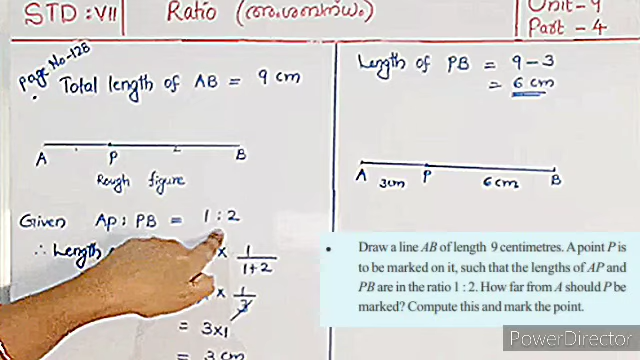 STD : VII
Ratio (അംശബന്ധം)
Unit - 9
Part - 4
Page No-128
Total length of AB = 9 cm
A P B
Rough figure
Given AP : PB = 1 : 2
∴ Length
× 1/(1+2)
× 1/3
= 3×1
= 3 cm
Length of PB = 9 - 3
= 6 cm
A 3cm P 6cm B
• Draw a line AB of length 9 centimetres. A point P is
to be marked on it, such that the lengths of AP and
PB are in the ratio 1 : 2. How far from A should P be
marked? Compute this and mark the point.
PowerDirector